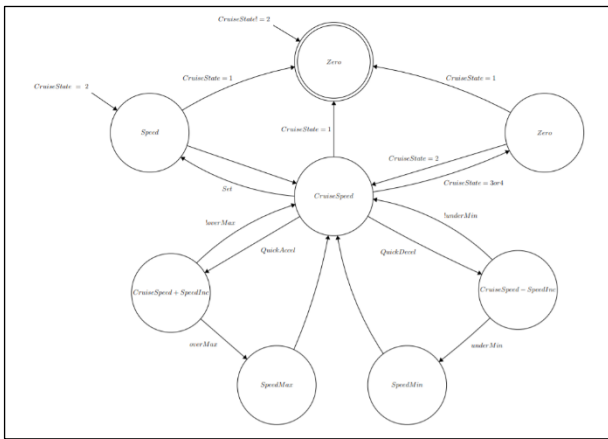 CruiseState! = 2
Zero
CruiseState = 1
CruiseState = 1
CruiseState = 2
Speed
Zero
CruiseState = 1
CruiseState = 2
Set
CruiseState = 3or4
CruiseSpeed
!overMax
!underMin
QuickAccel
QuickDecel
CruiseSpeed + SpeedInc
CruiseSpeed − SpeedInc
overMax
underMin
SpeedMax
SpeedMin